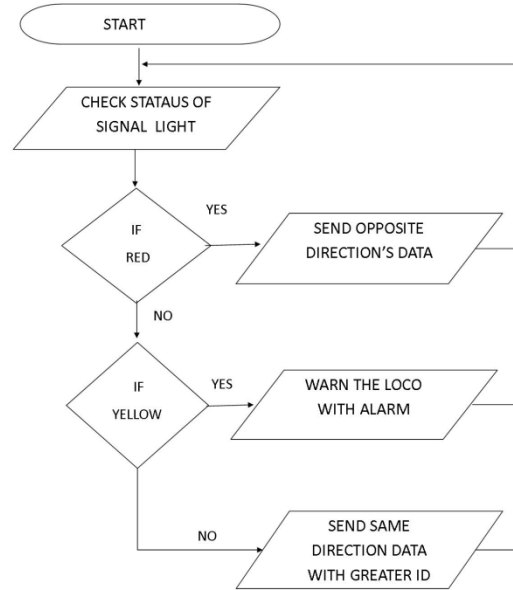 START
CHECK STATAUS OF
SIGNAL LIGHT
IF
RED
YES
SEND OPPOSITE
DIRECTION'S DATA
NO
IF
YELLOW
YES
WARN THE LOCO
WITH ALARM
NO
SEND SAME
DIRECTION DATA
WITH GREATER ID